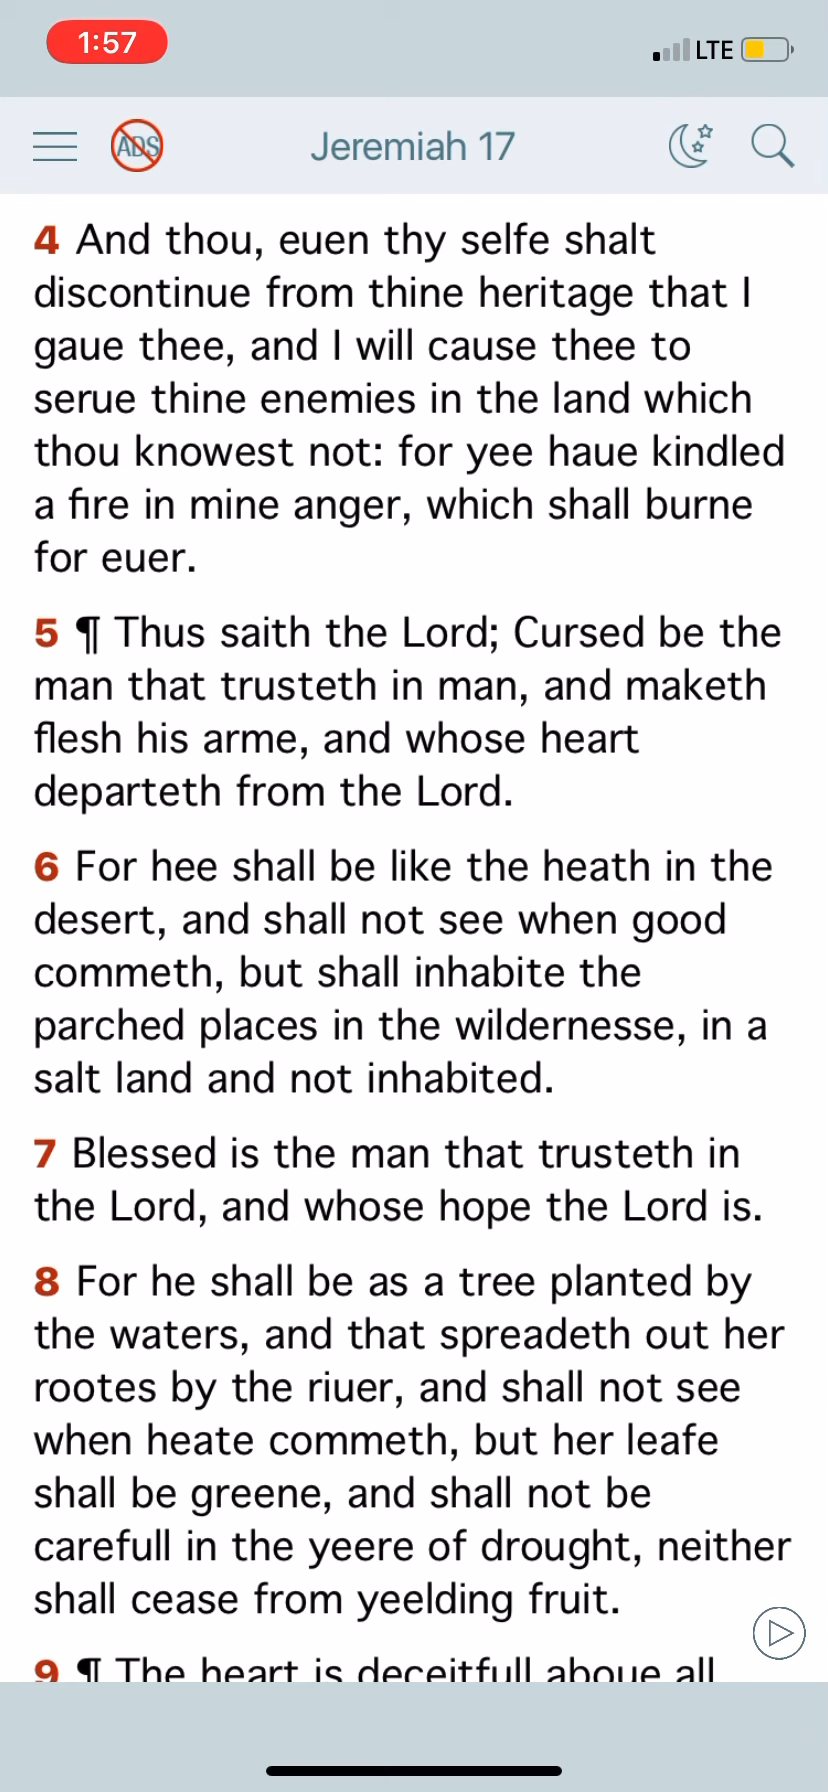 1:57
LTE
ADS
Jeremiah 17
4 And thou, euen thy selfe shalt
discontinue from thine heritage that I
gaue thee, and I will cause thee to
serue thine enemies in the land which
thou knowest not: for yee haue kindled
a fire in mine anger, which shall burne
for euer.
5 ¶ Thus saith the Lord; Cursed be the
man that trusteth in man, and maketh
flesh his arme, and whose heart
departeth from the Lord.
6 For hee shall be like the heath in the
desert, and shall not see when good
commeth, but shall inhabite the
parched places in the wildernesse, in a
salt land and not inhabited.
7 Blessed is the man that trusteth in
the Lord, and whose hope the Lord is.
8 For he shall be as a tree planted by
the waters, and that spreadeth out her
rootes by the riuer, and shall not see
when heate commeth, but her leafe
shall be greene, and shall not be
carefull in the yeere of drought, neither
shall cease from yeelding fruit.
9 ¶ The heart is deceitfull aboue all